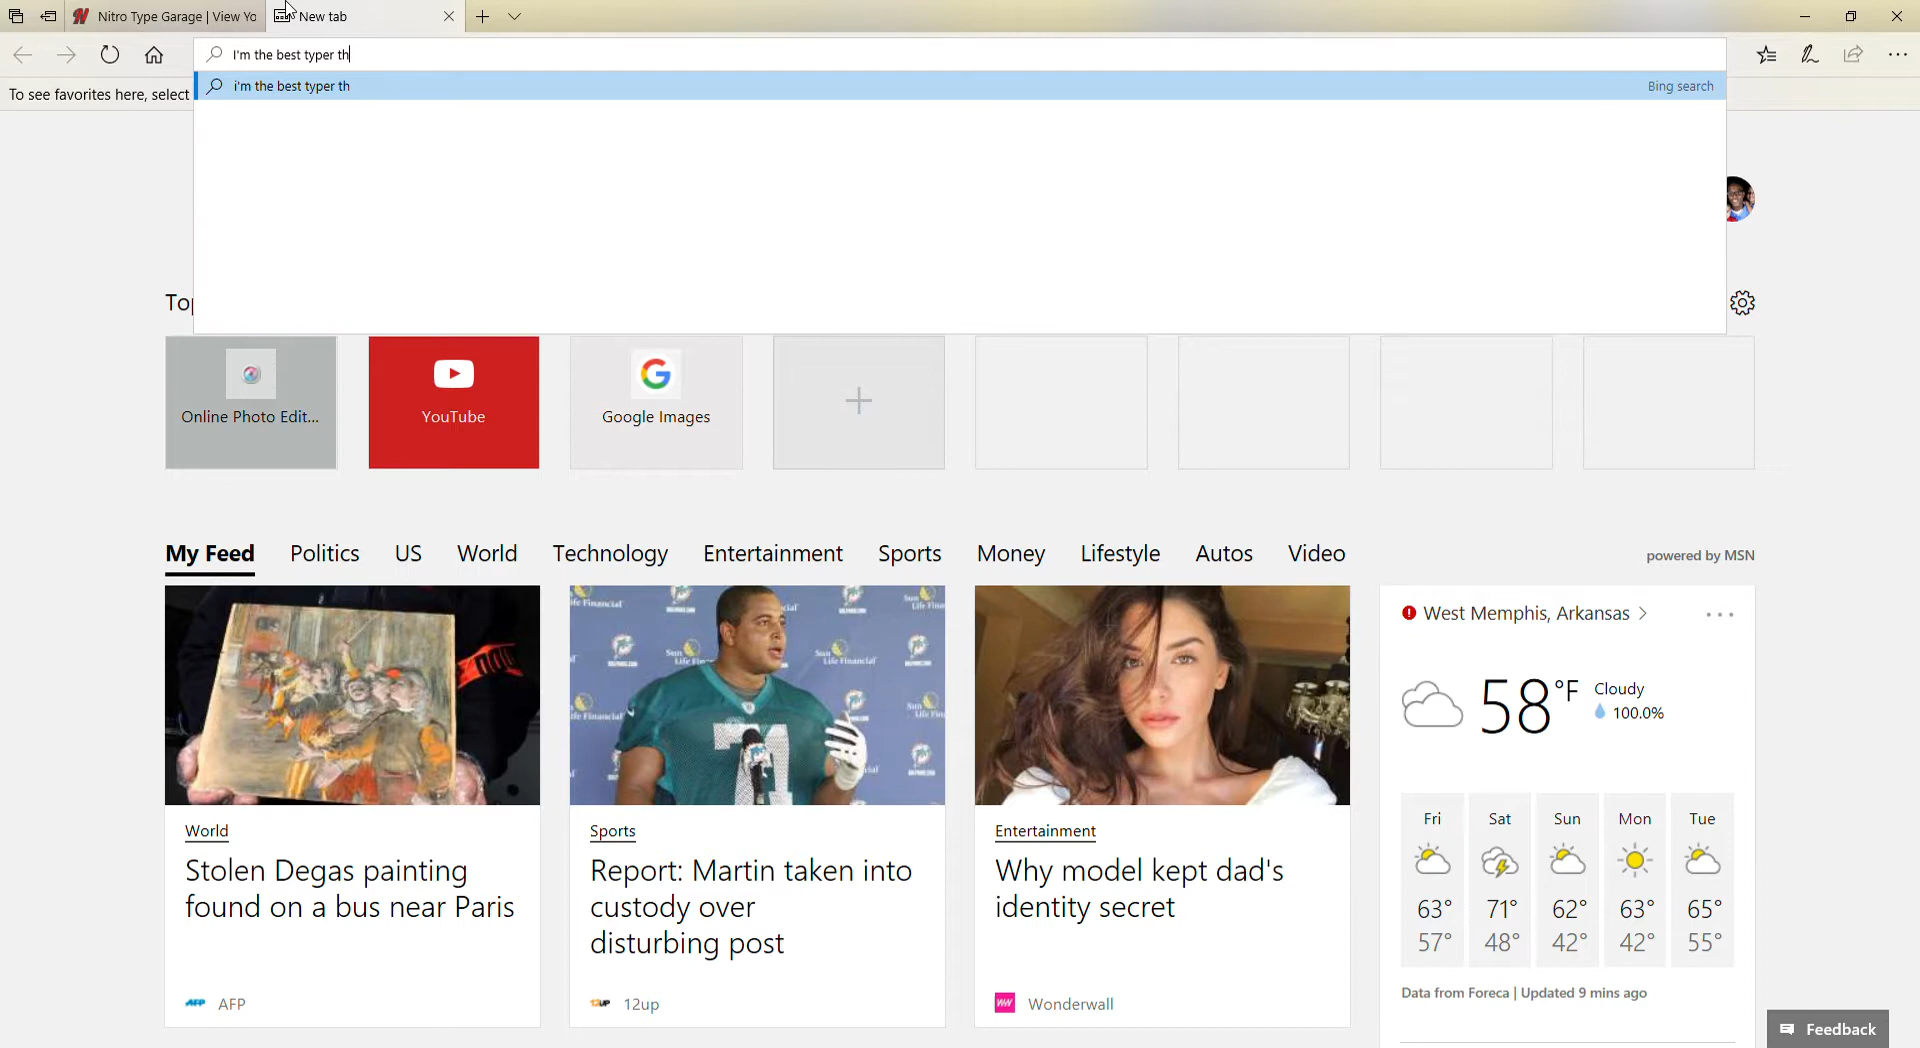 Nitro Type Garage | View Yo
New tab
I'm the best typer th
i'm the best typer th
Bing search
To see favorites here, select
Top
Online Photo Edit...
YouTube
Google Images
My Feed
Politics
US
World
Technology
Entertainment
Sports
Money
Lifestyle
Autos
Video
powered by MSN
World
Stolen Degas painting
found on a bus near Paris
AFP
Sports
Report: Martin taken into
custody over
disturbing post
12up
Entertainment
Why model kept dad's
identity secret
Wonderwall
West Memphis, Arkansas
58°F
Cloudy
100.0%
Fri Sat Sun Mon Tue
63° 71° 62° 63° 65°
57° 48° 42° 42° 55°
Data from Foreca | Updated 9 mins ago
Feedback